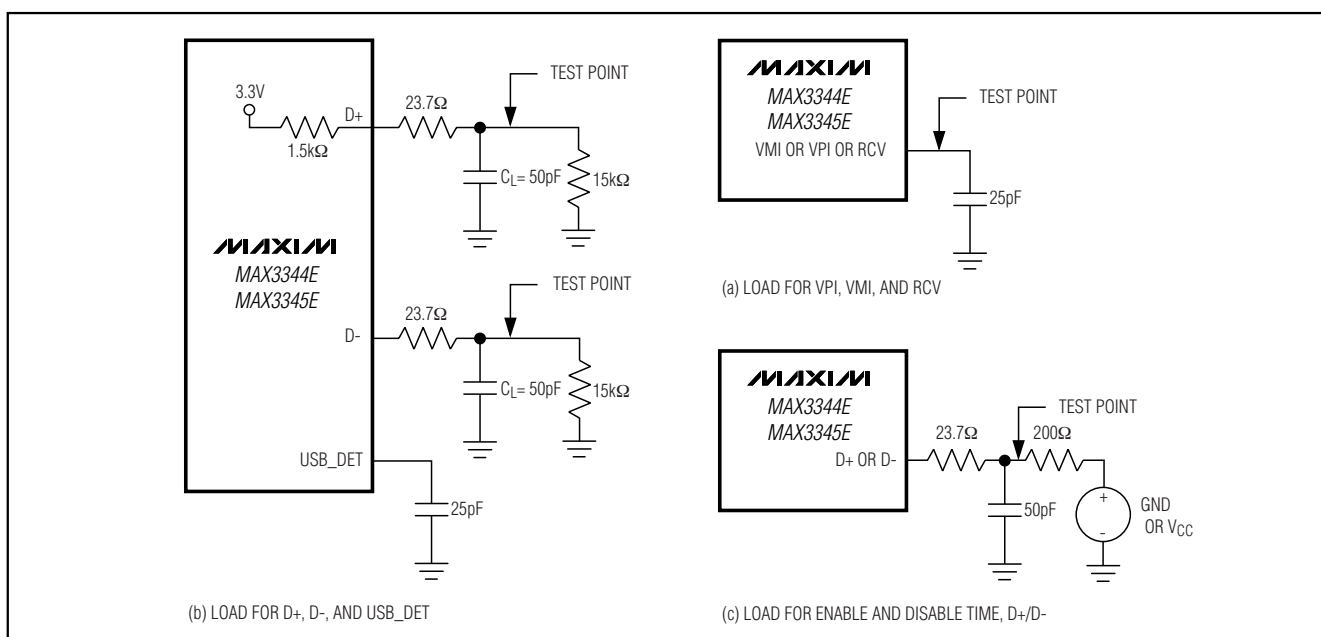 3.3V
1.5kΩ
D+
23.7Ω
TEST POINT
CL= 50pF
15kΩ
MAXIM
MAX3344E
MAX3345E
D-
23.7Ω
TEST POINT
CL= 50pF
15kΩ
USB_DET
25pF
(b) LOAD FOR D+, D-, AND USB_DET
MAXIM
MAX3344E
MAX3345E
VMI OR VPI OR RCV
TEST POINT
25pF
(a) LOAD FOR VPI, VMI, AND RCV
MAXIM
MAX3344E
MAX3345E
D+ OR D-
23.7Ω
TEST POINT
200Ω
50pF
+
-
GND
OR VCC
(c) LOAD FOR ENABLE AND DISABLE TIME, D+/D-